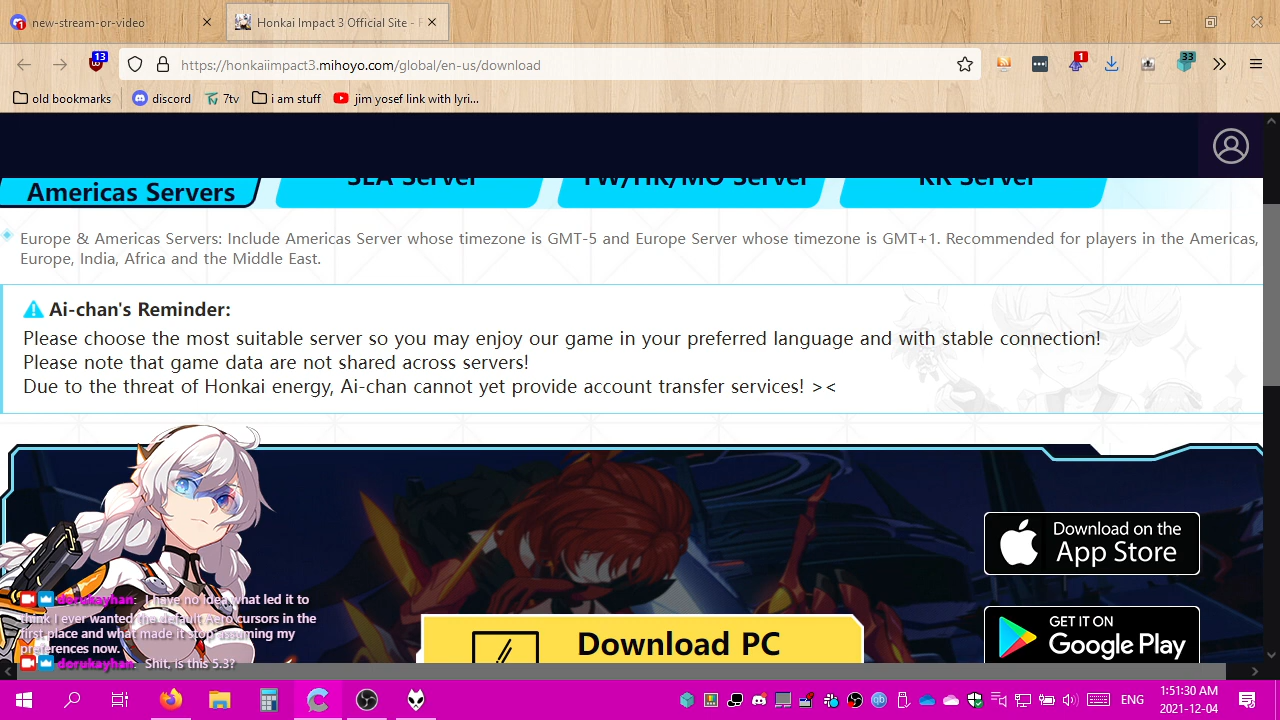 new-stream-or-video
Honkai Impact 3 Official Site - F
13
https://honkaiimpact3.mihoyo.com/global/en-us/download
1
33
old bookmarks
discord
7tv
i am stuff
jim yosef link with lyri...
Americas Servers
SEA Server
TW/HK/MO Server
KR Server
Europe & Americas Servers: Include Americas Server whose timezone is GMT-5 and Europe Server whose timezone is GMT+1. Recommended for players in the Americas,
Europe, India, Africa and the Middle East.
Ai-chan's Reminder:
Please choose the most suitable server so you may enjoy our game in your preferred language and with stable connection!
Please note that game data are not shared across servers!
Due to the threat of Honkai energy, Ai-chan cannot yet provide account transfer services! ><
Download on the
App Store
GET IT ON
Google Play
Download PC
dorukayhan: I have no idea what led it to
think I ever wanted the default Aero cursors in the
first place and what made it stop assuming my
preferences now.
dorukayhan: Shit, is this 5.3?
ENG
1:51:30 AM
2021-12-04